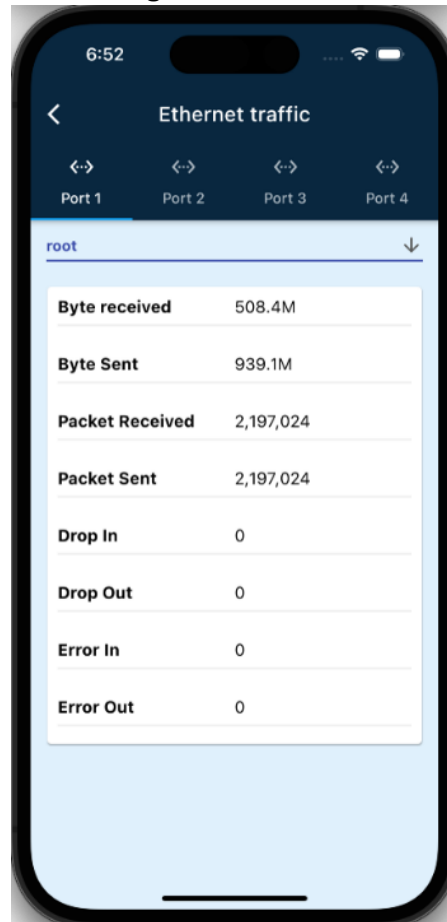 6:52
Ethernet traffic
Port 1 Port 2 Port 3 Port 4
root
Byte received 508.4M
Byte Sent 939.1M
Packet Received 2,197,024
Packet Sent 2,197,024
Drop In 0
Drop Out 0
Error In 0
Error Out 0